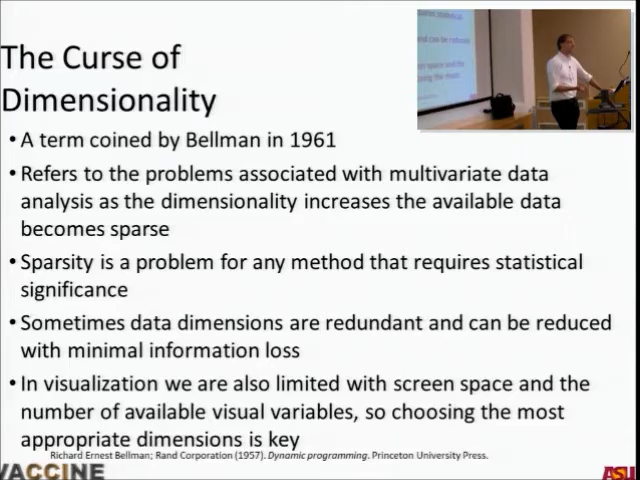 The Curse of
Dimensionality
• A term coined by Bellman in 1961
• Refers to the problems associated with multivariate data
analysis as the dimensionality increases the available data
becomes sparse
• Sparsity is a problem for any method that requires statistical
significance
• Sometimes data dimensions are redundant and can be reduced
with minimal information loss
• In visualization we are also limited with screen space and the
number of available visual variables, so choosing the most
appropriate dimensions is key
Richard Ernest Bellman; Rand Corporation (1957). Dynamic programming. Princeton University Press.
VACCINE
ASU